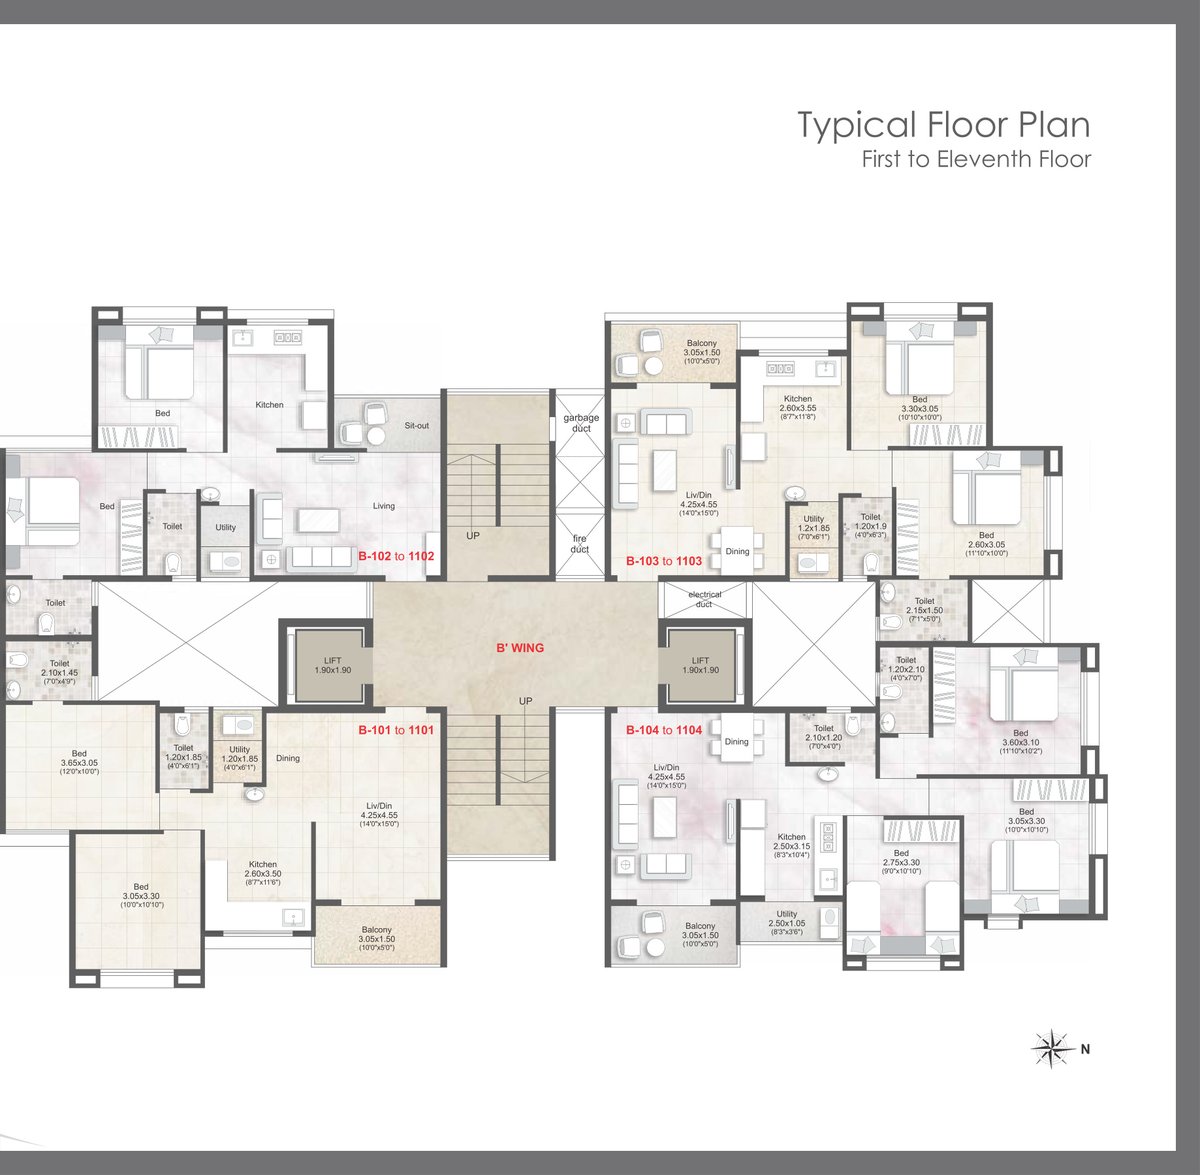 Typical Floor Plan
First to Eleventh Floor
Bed
Kitchen
Sit-out
Bed
Toilet
Utility
Living
B-102 to 1102
Toilet
UP
garbage
duct
fire
duct
Balcony
3.05x1.50
(10'0"x5'0")
Kitchen
2.60x3.55
(8'7"x11'8")
Bed
3.30x3.05
(10'10"x10'0")
Liv/Din
4.25x4.55
(14'0"x15'0")
Dining
B-103 to 1103
Utility
1.2x1.85
(7'0"x6'1")
Toilet
1.20x1.9
(4'0"x6'3")
Bed
2.60x3.05
(11'10"x10'0")
electrical
duct
Toilet
2.15x1.50
(7'1"x5'0")
LIFT
1.90x1.90
B' WING
LIFT
1.90x1.90
UP
Toilet
2.10x1.45
(7'0"x4'9")
Bed
3.65x3.05
(12'0"x10'0")
Toilet
1.20x1.85
(4'0"x6'1")
Utility
1.20x1.85
(4'0"x6'1")
Dining
B-101 to 1101
Liv/Din
4.25x4.55
(14'0"x15'0")
Kitchen
2.60x3.50
(8'7"x11'6")
Bed
3.05x3.30
(10'0"x10'10")
Balcony
3.05x1.50
(10'0"x5'0")
B-104 to 1104
Dining
Liv/Din
4.25x4.55
(14'0"x15'0")
Toilet
2.10x1.20
(7'0"x4'0")
Toilet
1.20x2.10
(4'0"x7'0")
Bed
3.60x3.10
(11'10"x10'2")
Kitchen
2.50x3.15
(8'3"x10'4")
Bed
2.75x3.30
(9'0"x10'10")
Bed
3.05x3.30
(10'0"x10'10")
Balcony
3.05x1.50
(10'0"x5'0")
Utility
2.50x1.05
(8'3"x3'6")
N